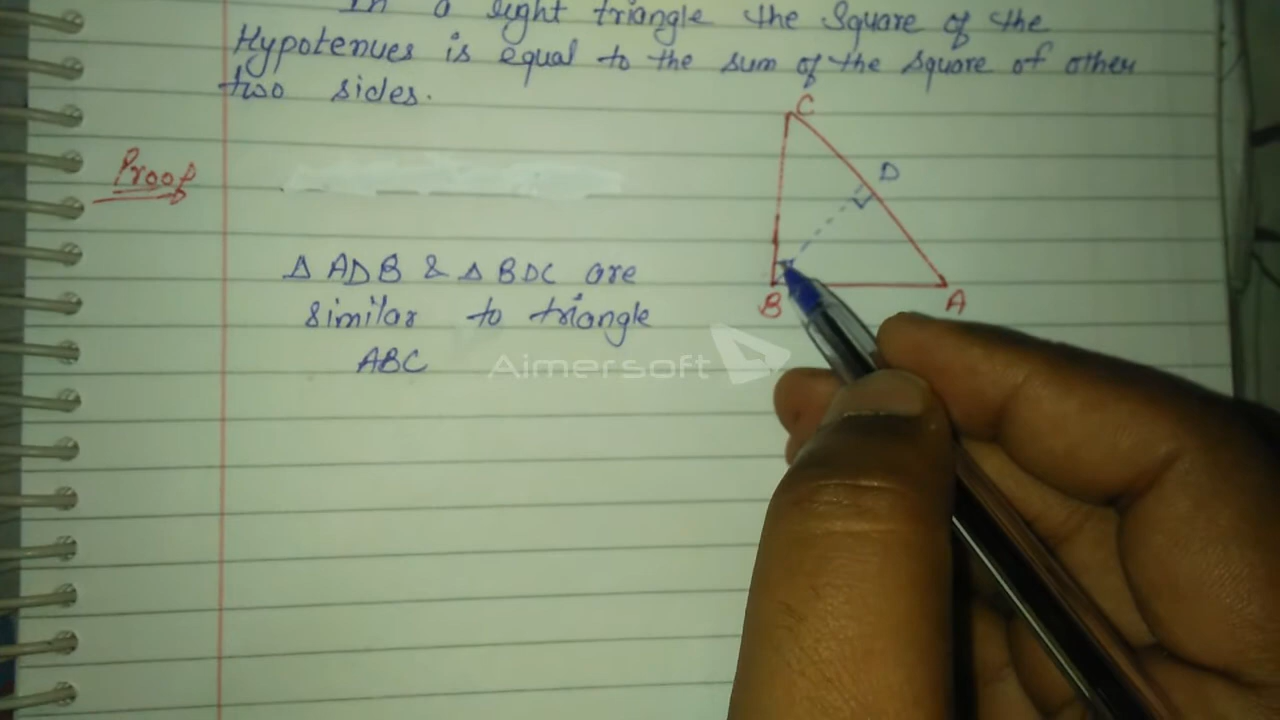 In a right triangle the Square of the
Hypotenues is equal to the sum of the square of other
two sides.
C
Proof
D
Δ ADB & Δ BDC are
B
A
similar to triangle
ABC
Aimersoft